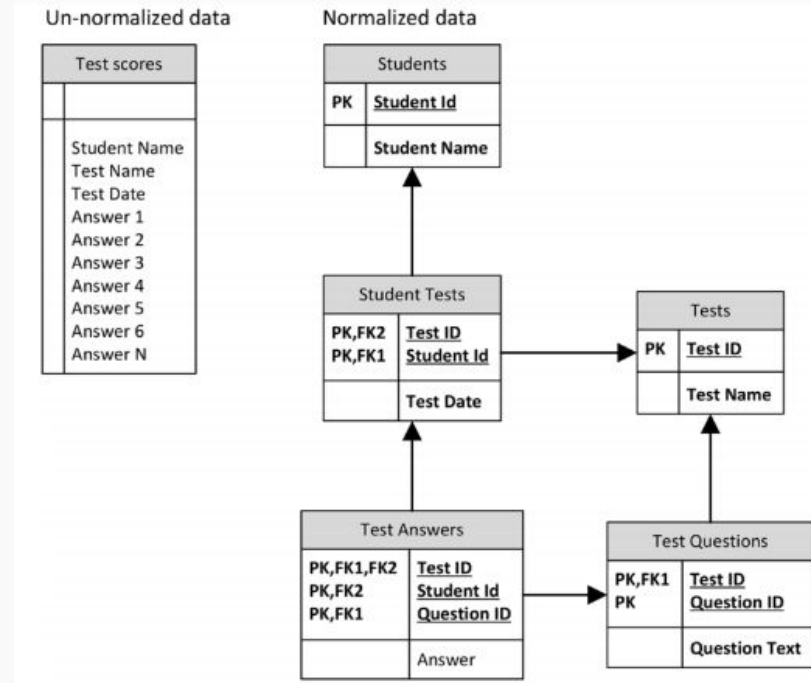 Un-normalized data
Normalized data
Test scores
Student Name
Test Name
Test Date
Answer 1
Answer 2
Answer 3
Answer 4
Answer 5
Answer 6
Answer N
Students
PK Student Id
Student Name
Student Tests
PK,FK2 Test ID
PK,FK1 Student Id
Test Date
Tests
PK Test ID
Test Name
Test Answers
PK,FK1,FK2 Test ID
PK,FK2 Student Id
PK,FK1 Question ID
Answer
Test Questions
PK,FK1 Test ID
PK Question ID
Question Text